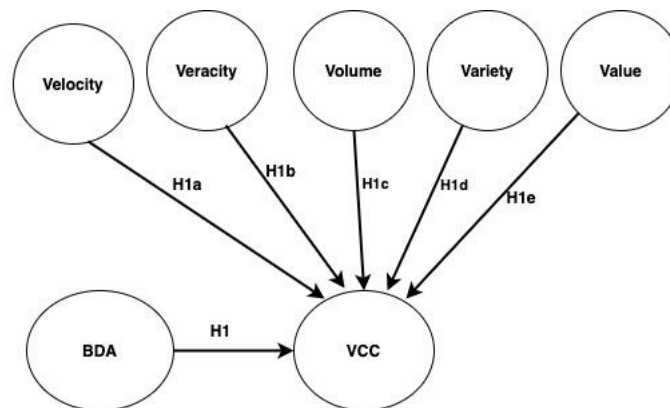 Velocity
Veracity
Volume
Variety
Value
H1a
H1b
H1c
H1d
H1e
BDA
H1
VCC